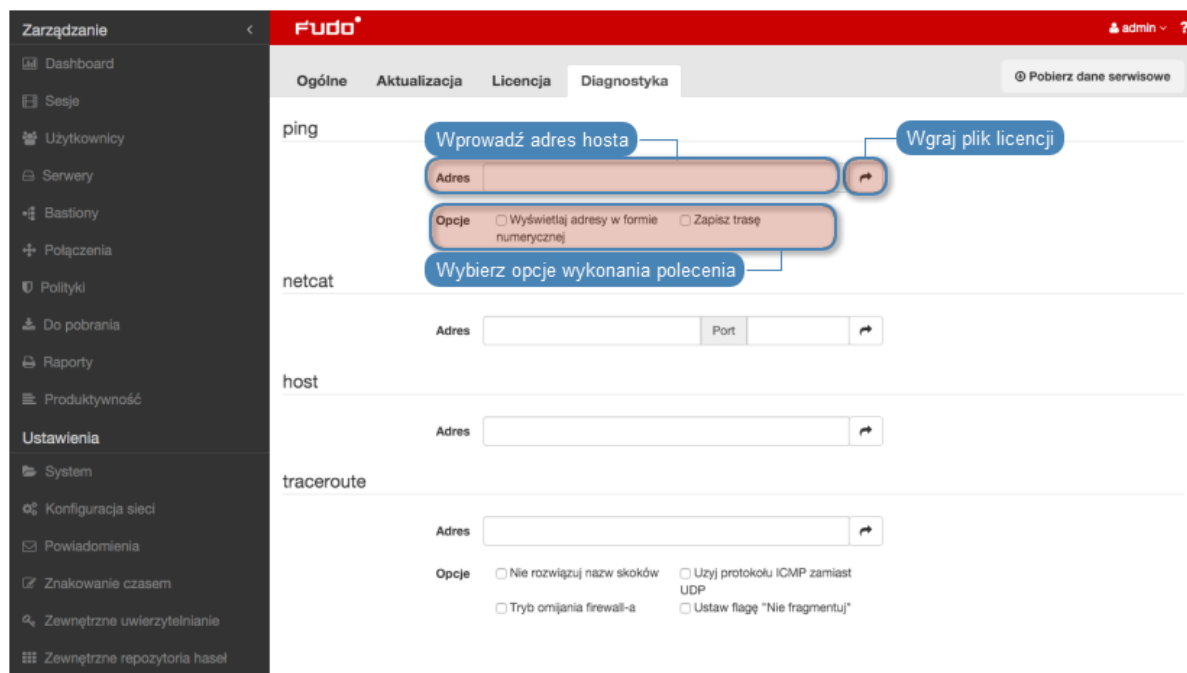 Zarządzanie
Dashboard
Sesje
Użytkownicy
Serwery
Bastiony
Połączenia
Polityki
Do pobrania
Raporty
Produktywność
Ustawienia
System
Konfiguracja sieci
Powiadomienia
Znakowanie czasem
Zewnętrzne uwierzytelnianie
Zewnętrzne repozytoria haseł
FUDO
admin ?
Ogólne Aktualizacja Licencja Diagnostyka
Pobierz dane serwisowe
ping
Wprowadź adres hosta
Wgraj plik licencji
Adres
Opcje Wyświetlaj adresy w formie Zapisz trasę
numerycznej
Wybierz opcje wykonania polecenia
netcat
Adres Port
host
Adres
traceroute
Adres
Opcje Nie rozwiązuj nazw skoków Uzyj protokołu ICMP zamiast
UDP
Tryb omijania firewall-a Ustaw flagę "Nie fragmentuj"